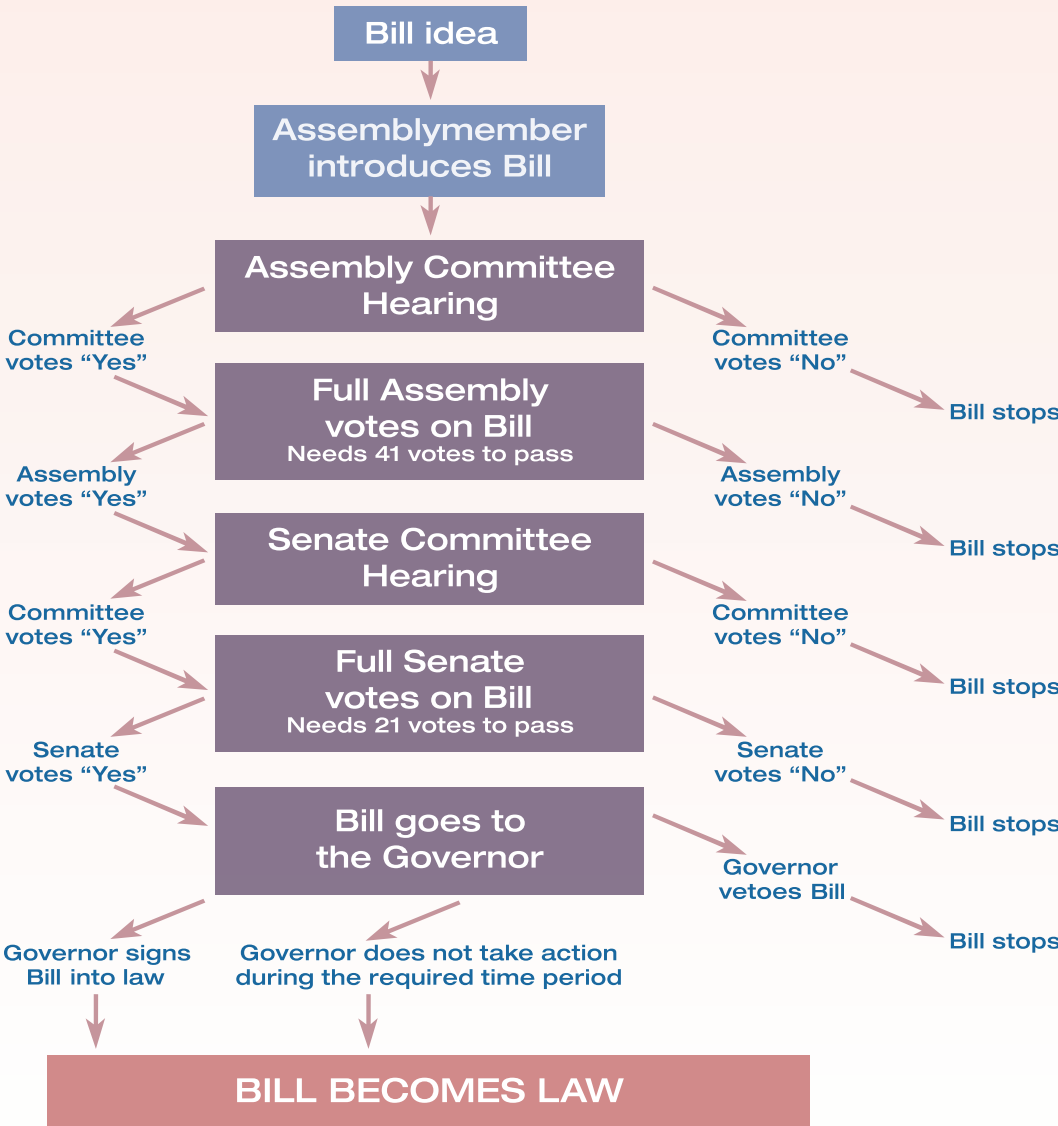 Bill idea
Assemblymember
introduces Bill
Assembly Committee
Hearing
Committee
votes “Yes”
Committee
votes “No”
Bill stops
Full Assembly
votes on Bill
Needs 41 votes to pass
Assembly
votes “Yes”
Assembly
votes “No”
Bill stops
Senate Committee
Hearing
Committee
votes “Yes”
Committee
votes “No”
Bill stops
Full Senate
votes on Bill
Needs 21 votes to pass
Senate
votes “Yes”
Senate
votes “No”
Bill stops
Bill goes to
the Governor
Governor
vetoes Bill
Bill stops
Governor signs
Bill into law
Governor does not take action
during the required time period
BILL BECOMES LAW